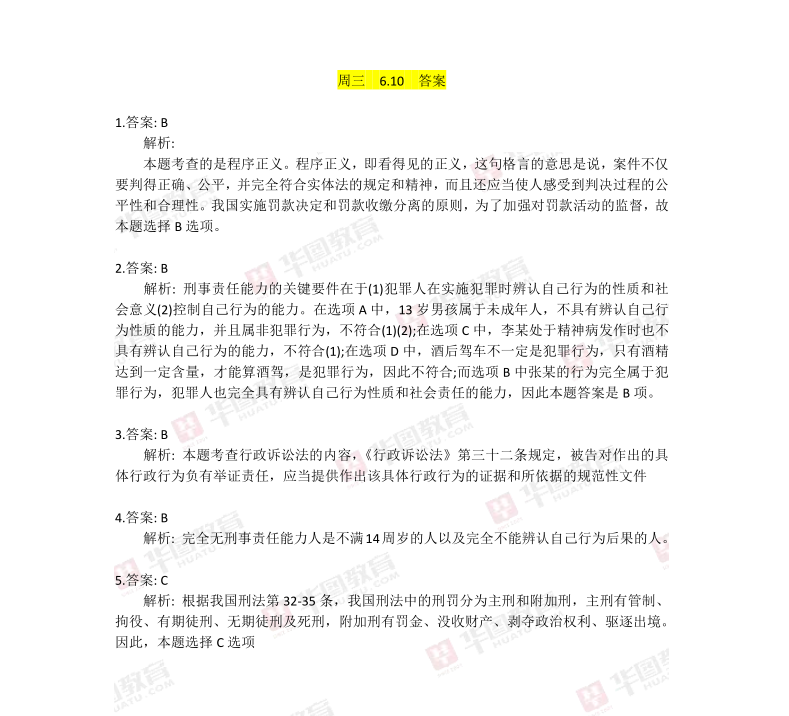 周三 6.10 答案
1.答案: B
解析:
本题考查的是程序正义。程序正义，即看得见的正义，这句格言的意思是说，案件不仅
要判得正确、公平，并完全符合实体法的规定和精神，而且还应当使人感受到判决过程的公
平性和合理性。我国实施罚款决定和罚款收缴分离的原则，为了加强对罚款活动的监督，故
本题选择 B 选项。
2.答案: B
解析: 刑事责任能力的关键要件在于(1)犯罪人在实施犯罪时辨认自己行为的性质和社
会意义(2)控制自己行为的能力。在选项 A 中，13 岁男孩属于未成年人，不具有辨认自己行
为性质的能力，并且属非犯罪行为，不符合(1)(2);在选项 C 中，李某处于精神病发作时也不
具有辨认自己行为的能力，不符合(1);在选项 D 中，酒后驾车不一定是犯罪行为，只有酒精
达到一定含量，才能算酒驾，是犯罪行为，因此不符合;而选项 B 中张某的行为完全属于犯
罪行为，犯罪人也完全具有辨认自己行为性质和社会责任的能力，因此本题答案是 B 项。
3.答案: B
解析: 本题考查行政诉讼法的内容，《行政诉讼法》第三十二条规定，被告对作出的具
体行政行为负有举证责任，应当提供作出该具体行政行为的证据和所依据的规范性文件
4.答案: B
解析: 完全无刑事责任能力人是不满 14 周岁的人以及完全不能辨认自己行为后果的人。
5.答案: C
解析: 根据我国刑法第 32-35 条，我国刑法中的刑罚分为主刑和附加刑，主刑有管制、
拘役、有期徒刑、无期徒刑及死刑，附加刑有罚金、没收财产、剥夺政治权利、驱逐出境。
因此，本题选择 C 选项
华图教育
HUATU.COM